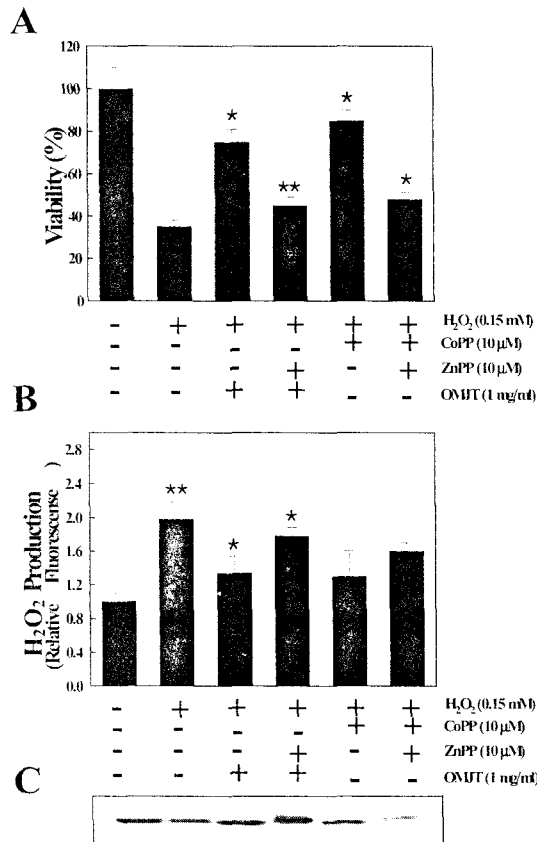 A
120
100
80
60
40
20
0
Viability (%)
* ** * *
- + + + + + H₂O₂ (0.15 mM)
- - - - + + CoPP (10 μM)
- - - + - + ZnPP (10 μM)
- - + + - - OMJT (1 mg/ml)
B
2.8
2.4
2.0
1.6
1.2
0.8
0.4
0.0
H₂O₂ Production
(Relative Fluorescense )
** * *
- + + + + + H₂O₂ (0.15 mM)
- - - - + + CoPP (10 μM)
- - - + - + ZnPP (10 μM)
- - + + - - OMJT (1 mg/ml)
C